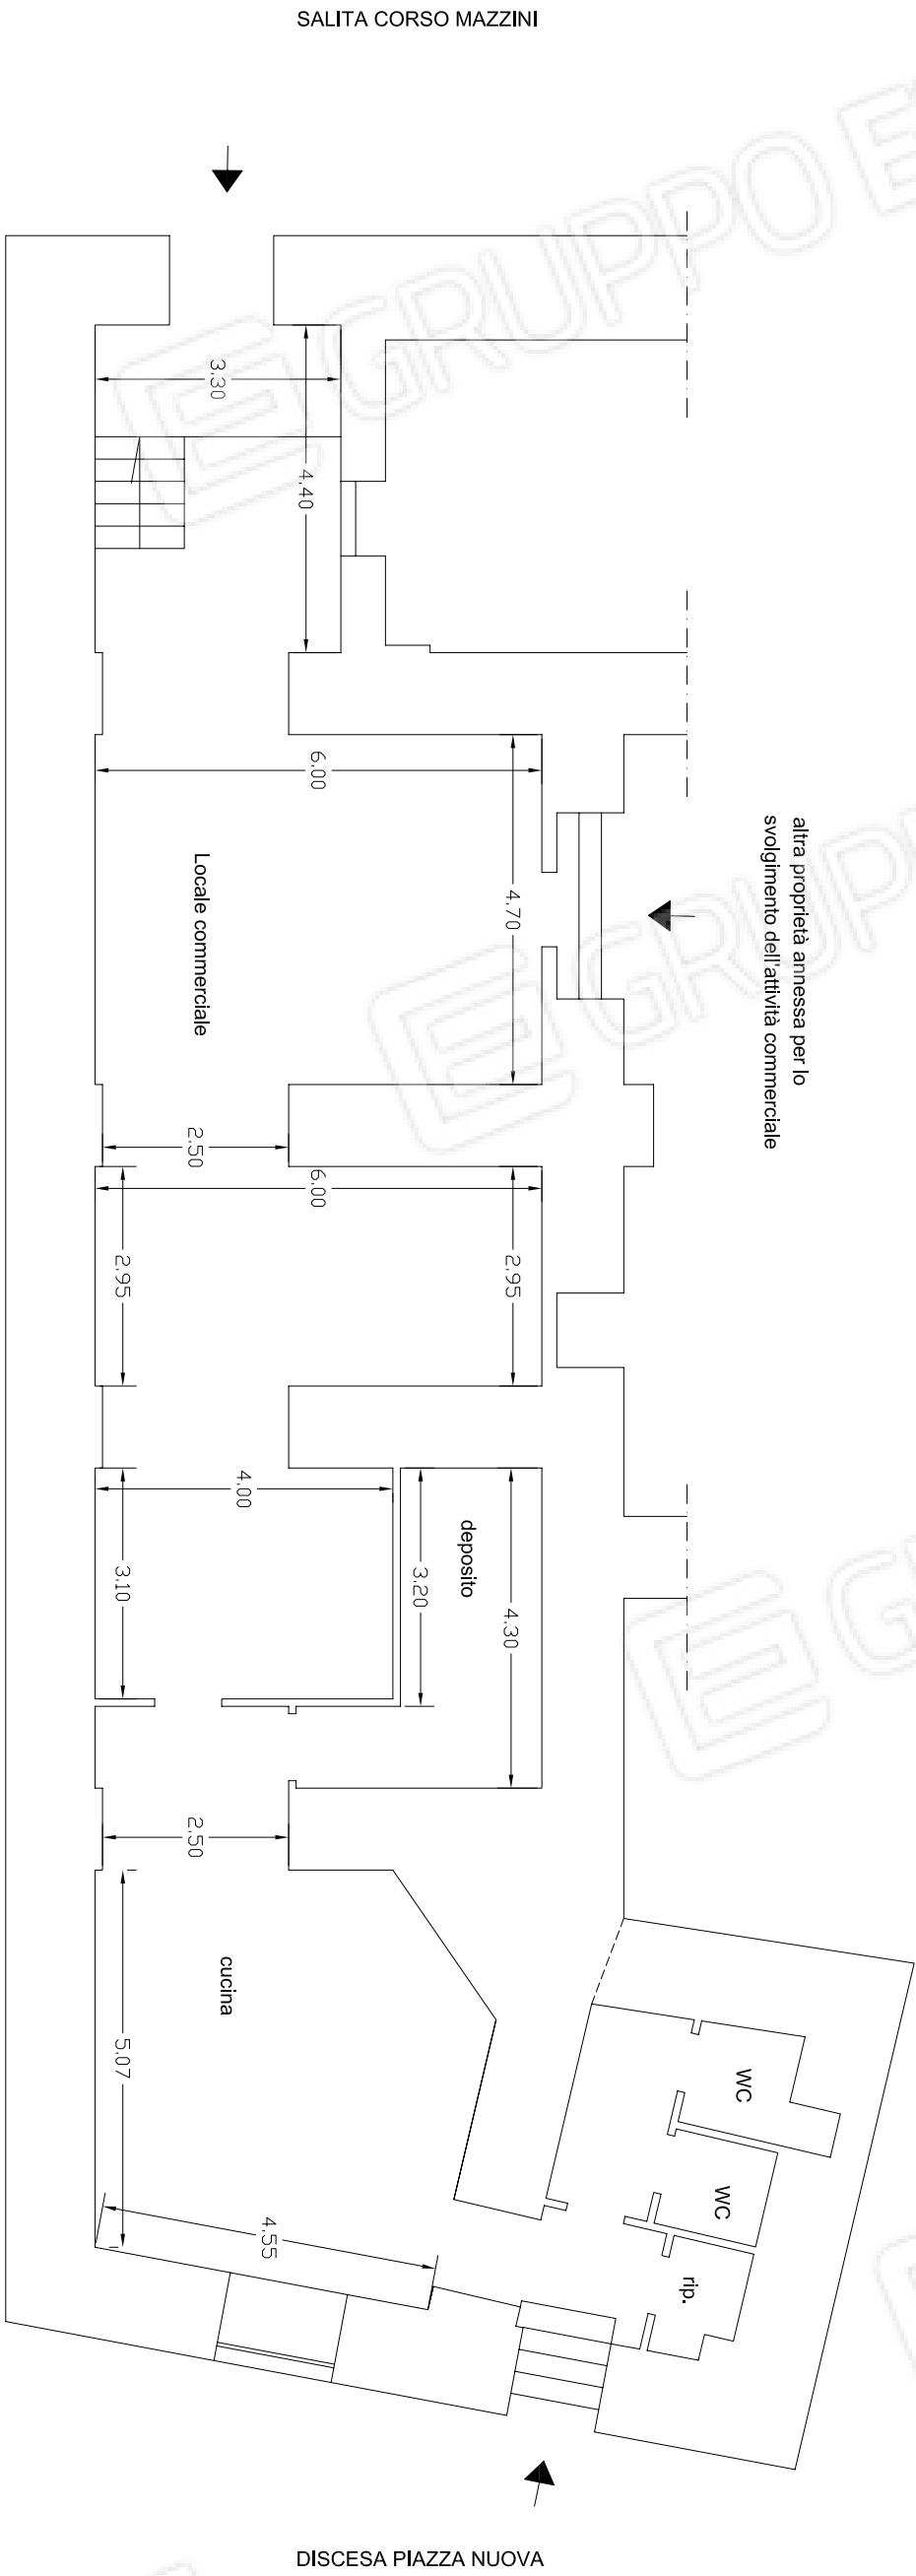 SALITA CORSO MAZZINI
GRUPPO E
3.30
4.40
altra proprietà annessa per lo
svolgimento dell'attività commerciale
6.00
4.70
Locale commerciale
GRUPP
2.50
6.00
2.95
2.95
4.00
deposito
3.10
3.20
4.30
G
2.50
cucina
5.07
WC
WC
4.55
rip.
DISCESA PIAZZA NUOVA